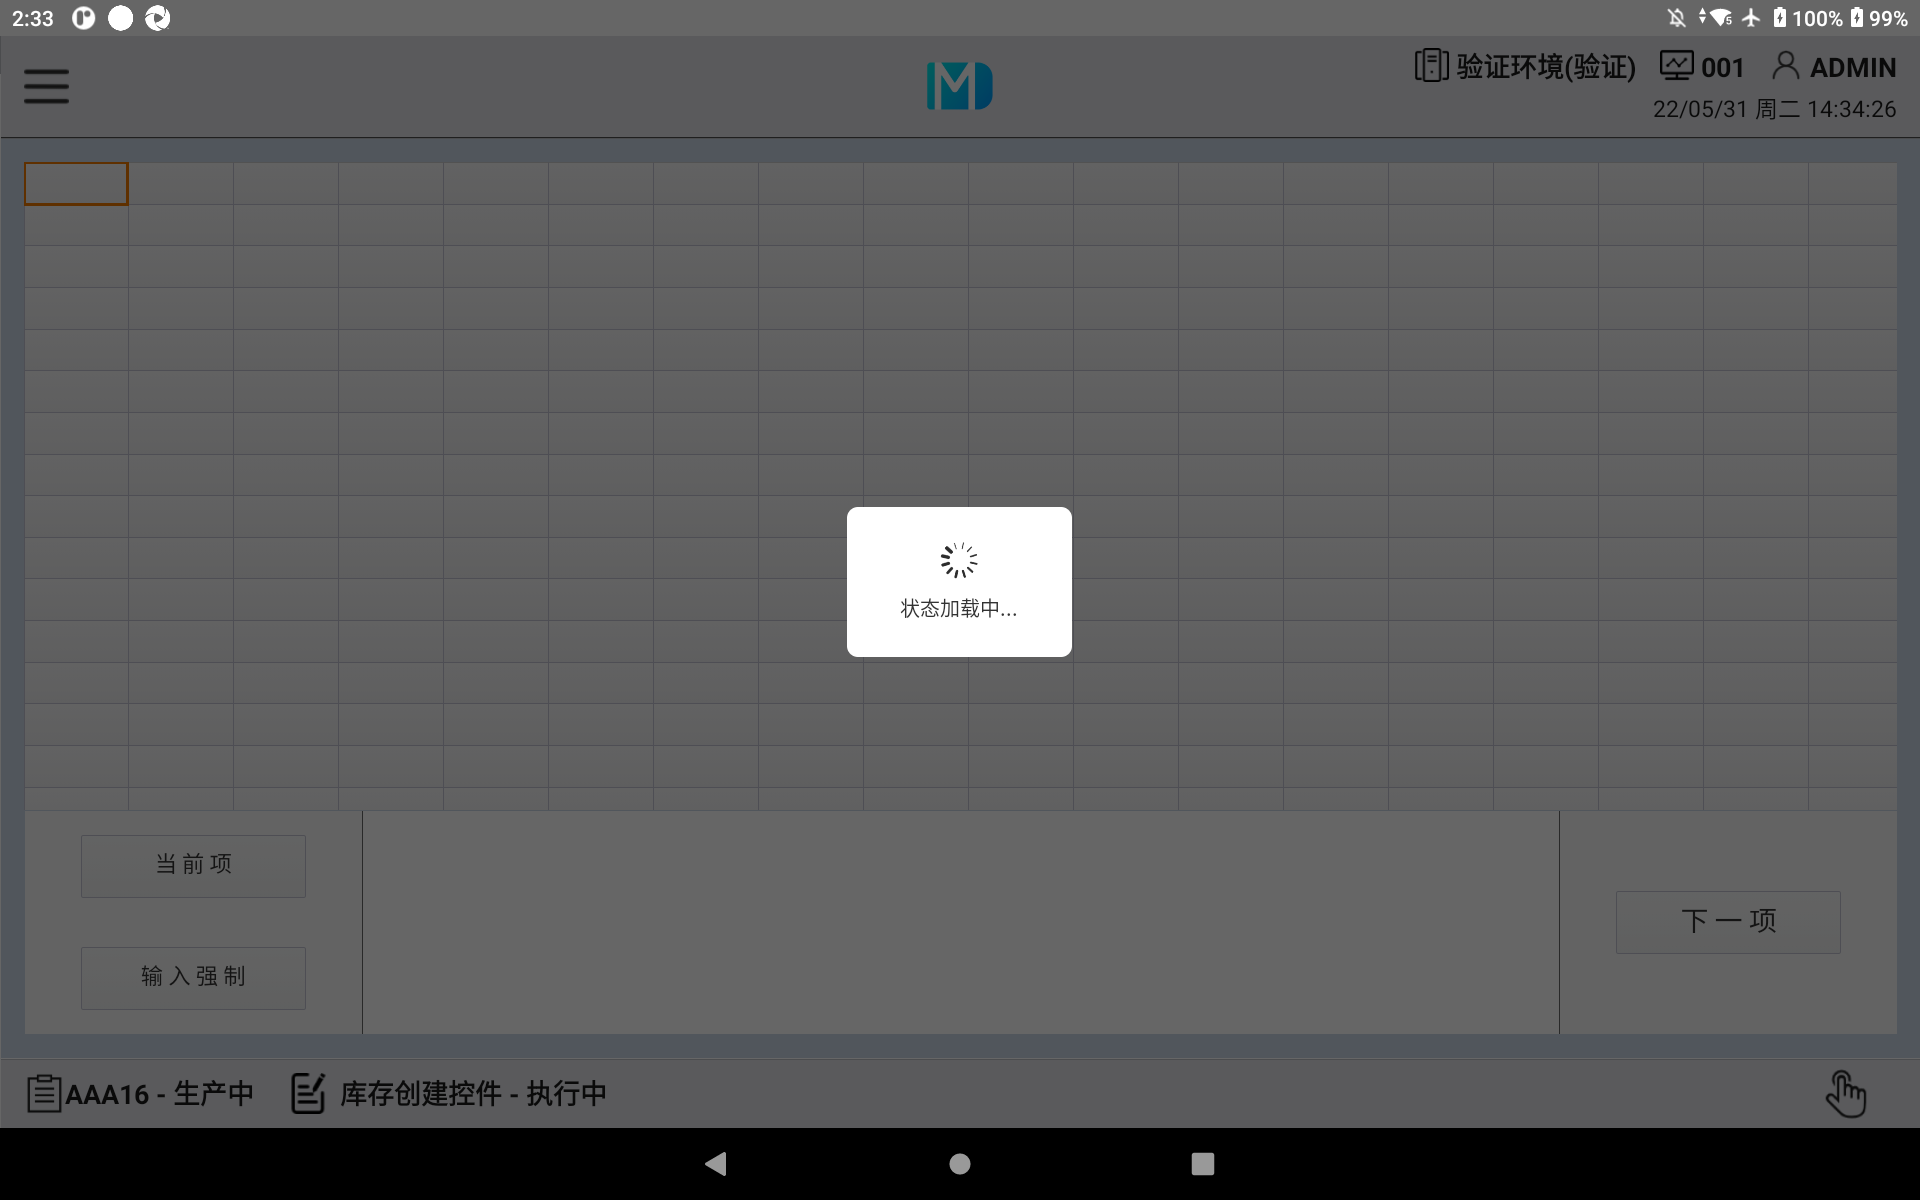 2:33
100% 99%
验证环境(验证) 001 ADMIN
22/05/31 周二 14:34:26
状态加载中...
当前项
输入强制
下一项
AAA16 - 生产中 库存创建控件 - 执行中